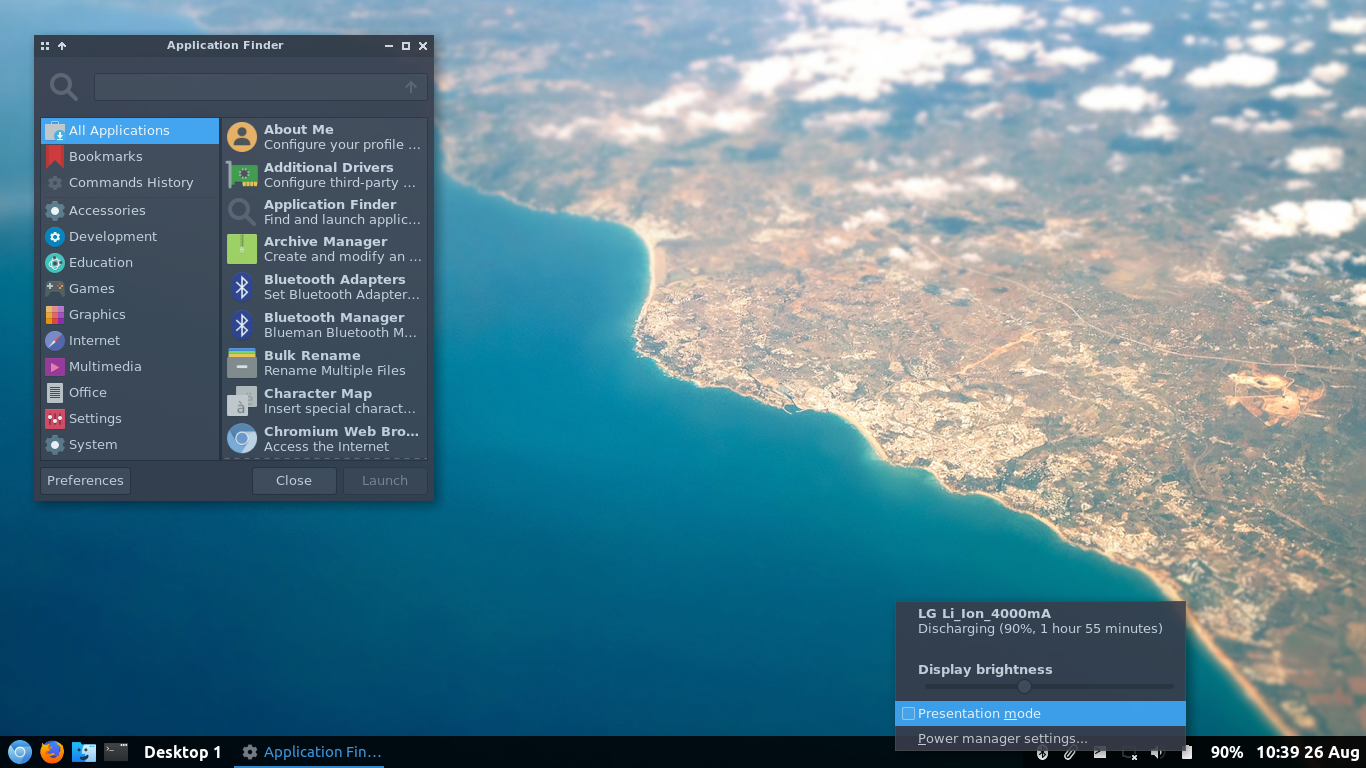 Application Finder
All Applications
Bookmarks
Commands History
Accessories
Development
Education
Games
Graphics
Internet
Multimedia
Office
Settings
System
About Me
Configure your profile ...
Additional Drivers
Configure third-party ...
Application Finder
Find and launch applic...
Archive Manager
Create and modify an ...
Bluetooth Adapters
Set Bluetooth Adapter...
Bluetooth Manager
Blueman Bluetooth M...
Bulk Rename
Rename Multiple Files
Character Map
Insert special charact...
Chromium Web Bro...
Access the Internet
Preferences
Close
Launch
LG Li_Ion_4000mA
Discharging (90%, 1 hour 55 minutes)
Display brightness
Presentation mode
Power manager settings...
Desktop 1
Application Fin...
90%
10:39 26 Aug